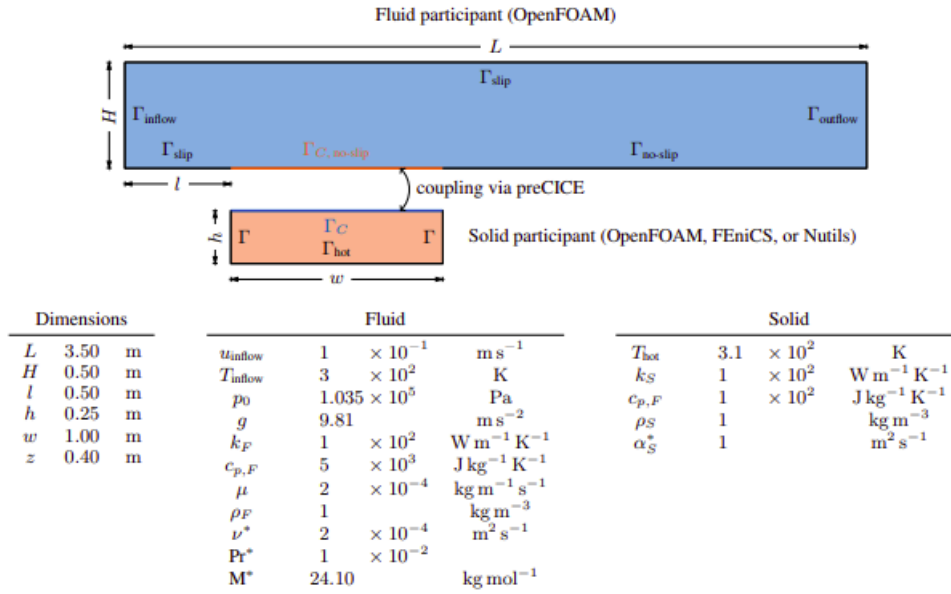 Fluid participant (OpenFOAM)
L
H
Γslip
Γinflow
Γoutflow
Γslip
ΓC, no-slip
Γno-slip
l
coupling via preCICE
h
Γ
ΓC
Γ
Γhot
Solid participant (OpenFOAM, FEniCS, or Nutils)
w
Dimensions
L 3.50 m
H 0.50 m
l 0.50 m
h 0.25 m
w 1.00 m
z 0.40 m
Fluid
uinflow 1 × 10⁻¹ m s⁻¹
Tinflow 3 × 10² K
p₀ 1.035 × 10⁵ Pa
g 9.81 m s⁻²
kF 1 × 10² W m⁻¹ K⁻¹
cp,F 5 × 10³ J kg⁻¹ K⁻¹
μ 2 × 10⁻⁴ kg m⁻¹ s⁻¹
ρF 1 kg m⁻³
ν* 2 × 10⁻⁴ m² s⁻¹
Pr* 1 × 10⁻²
M* 24.10 kg mol⁻¹
Solid
Thot 3.1 × 10² K
kS 1 × 10² W m⁻¹ K⁻¹
cp,F 1 × 10² J kg⁻¹ K⁻¹
ρS 1 kg m⁻³
α*S 1 m² s⁻¹